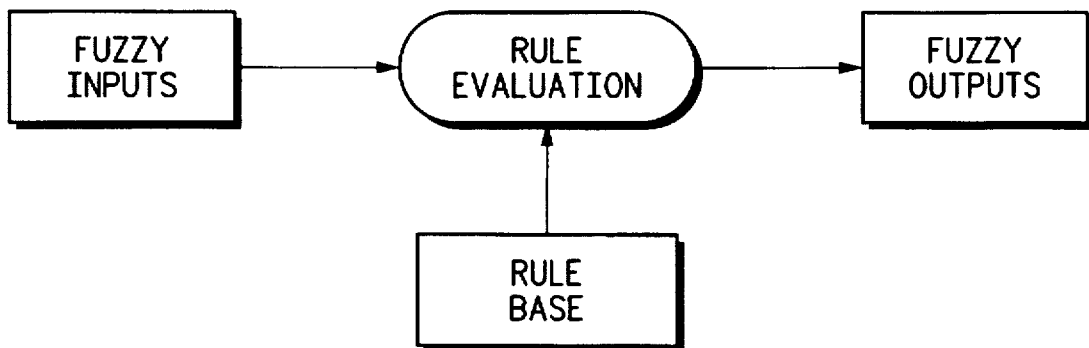 FUZZY
INPUTS
RULE
EVALUATION
FUZZY
OUTPUTS
RULE
BASE